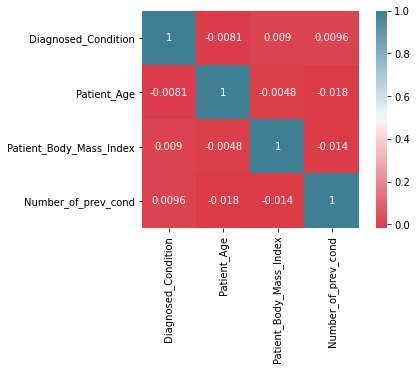 Diagnosed_Condition 1 -0.0081 0.009 0.0096
Patient_Age -0.0081 1 -0.0048 -0.018
Patient_Body_Mass_Index 0.009 -0.0048 1 -0.014
Number_of_prev_cond 0.0096 -0.018 -0.014 1
Diagnosed_Condition
Patient_Age
Patient_Body_Mass_Index
Number_of_prev_cond
1.0
0.8
0.6
0.4
0.2
0.0